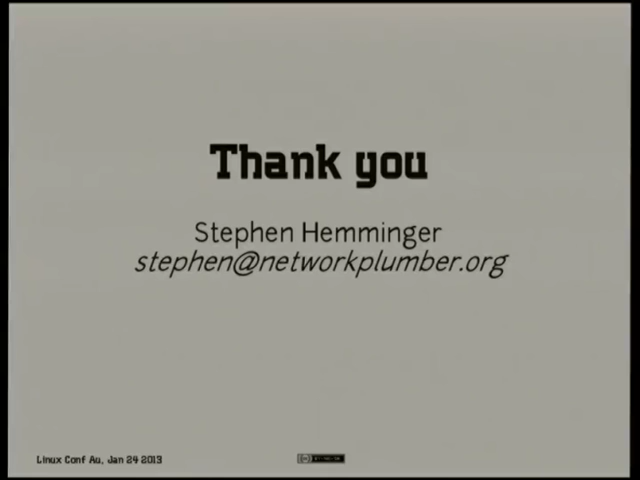 Thank you
Stephen Hemminger
stephen@networkplumber.org
Linux Conf Au, Jan 24 2013